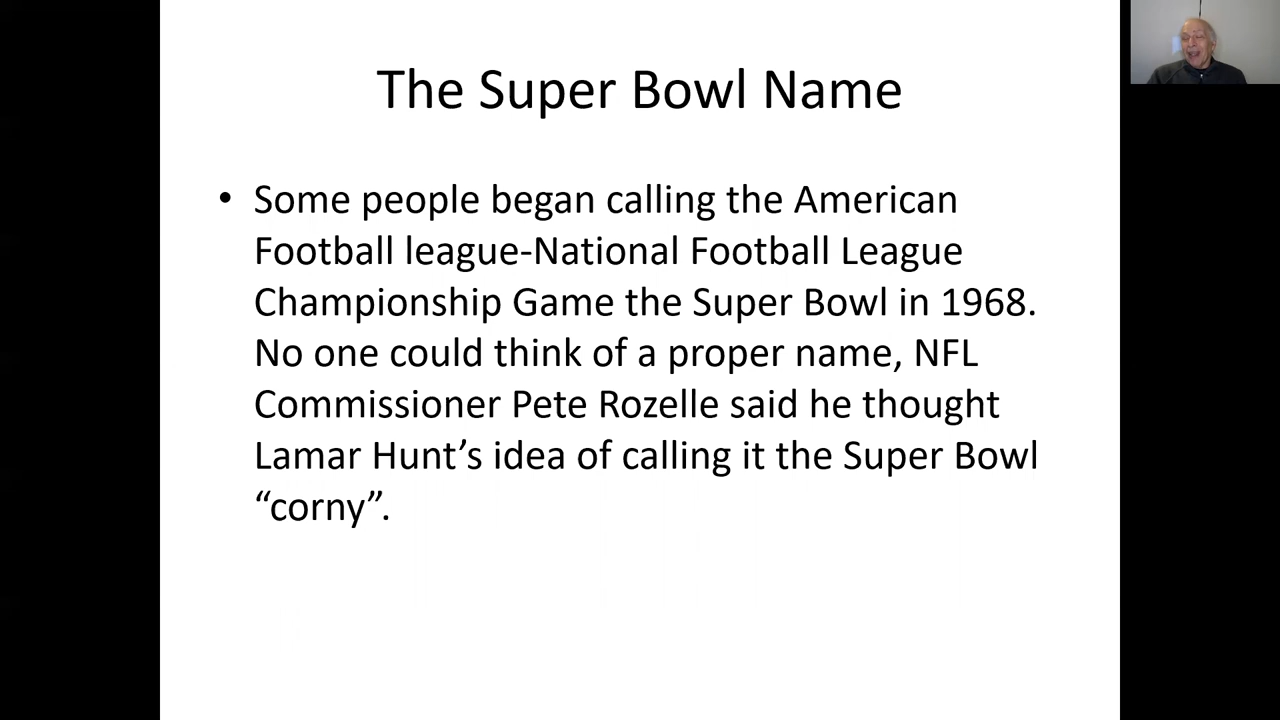 The Super Bowl Name
• Some people began calling the American
Football league-National Football League
Championship Game the Super Bowl in 1968.
No one could think of a proper name, NFL
Commissioner Pete Rozelle said he thought
Lamar Hunt’s idea of calling it the Super Bowl
“corny”.